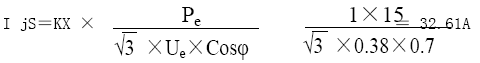 I jS=KX × Pe / √3 ×Ue×Cosφ 1×15 / √3 ×0.38×0.7 = 32.61A